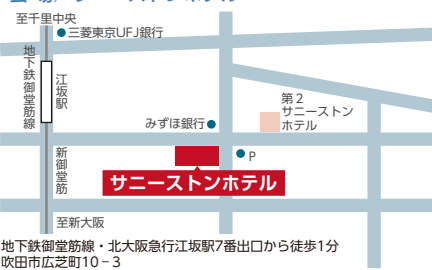 至千里中央
三菱東京UFJ銀行
地下鉄御堂筋線
江坂駅
第2
サニーストン
ホテル
みずほ銀行
新御堂筋
P
サニーストンホテル
至新大阪
地下鉄御堂筋線・北大阪急行江坂駅7番出口から徒歩1分
吹田市広芝町10−3